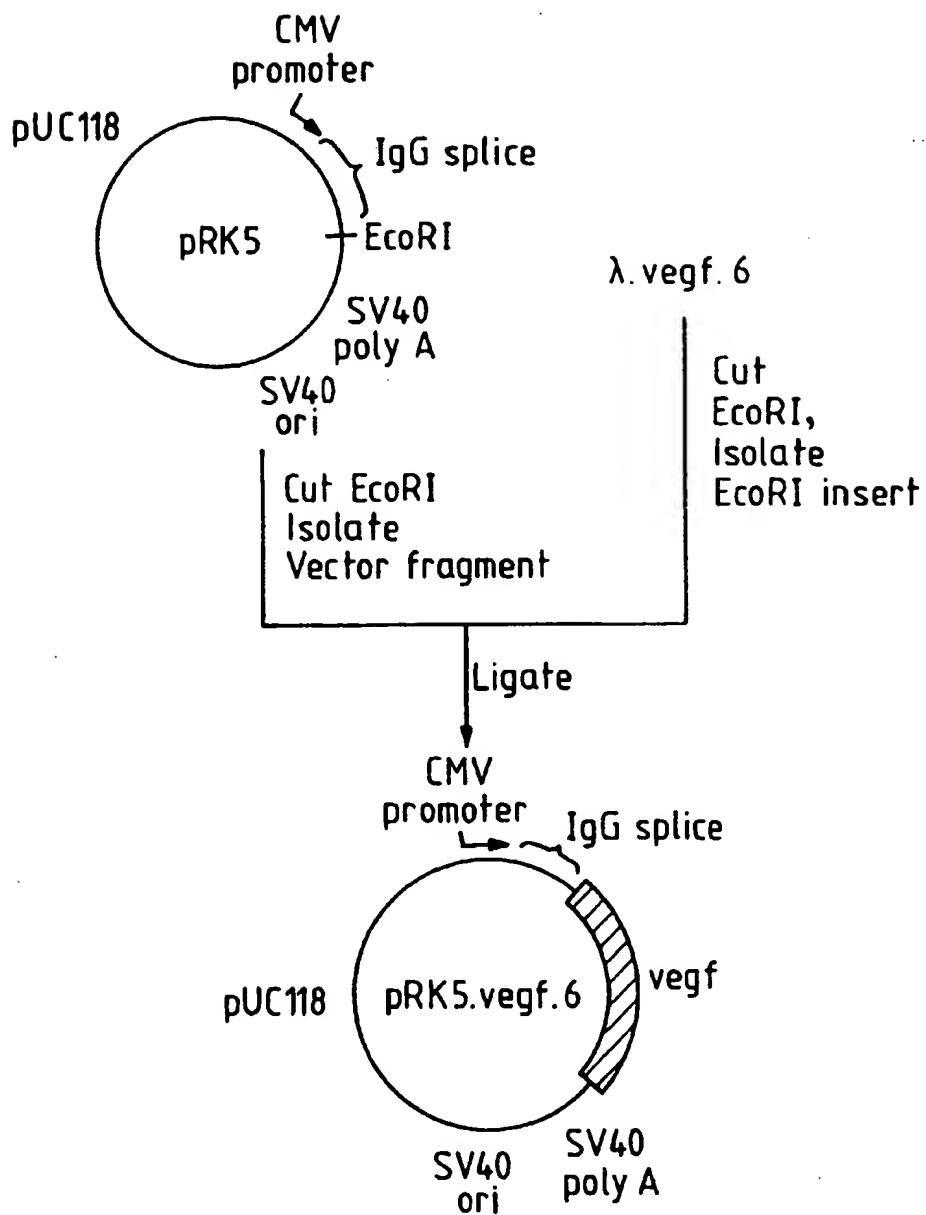 CMV
promoter
pUC118
IgG splice
pRK5
EcoRI
SV40
poly A
SV40
ori
λ.vegf.6
Cut
EcoRI,
Isolate
EcoRI insert
Cut EcoRI
Isolate
Vector fragment
Ligate
CMV
promoter
IgG splice
pUC118
pRK5.vegf.6
vegf
SV40
poly A
SV40
ori